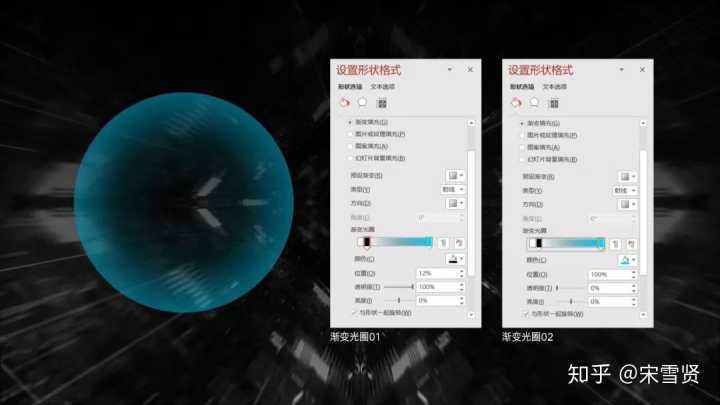 设置形状格式
形状选项 文本选项
渐变填充(G)
图片或纹理填充(P)
图案填充(A)
幻灯片背景填充(B)
预设渐变(R)
类型(Y) 射线
方向(D)
角度(E) 0°
渐变光圈
颜色(C)
位置(O) 12%
透明度(T) 100%
亮度(I) 0%
与形状一起旋转(W)
渐变光圈01
设置形状格式
形状选项 文本选项
渐变填充(G)
图片或纹理填充(P)
图案填充(A)
幻灯片背景填充(B)
预设渐变(R)
类型(Y) 射线
方向(D)
角度(E) 0°
渐变光圈
颜色(C)
位置(O) 100%
透明度(T) 0%
亮度(I) 0%
与形状一起旋转(W)
渐变光圈02
知乎 @宋雪贤